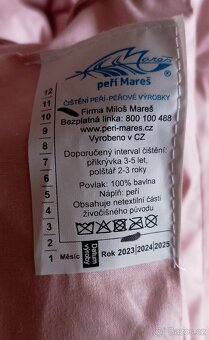 Mareš
peří Mareš ®
ČIŠTĚNÍ PEŘÍ-PÉROVÉ VÝROBKY
Firma Miloš Mareš
Bezplatná linka: 800 100 488
www.peri-mares.cz
Vyrobeno v CZ
Doporučený interval čištění:
přikrývka 3-5 let,
polštář 2-3 roky
Povlak: 100% bavlna
Náplň: peří
Obsahuje netextilní části
živočišného původu
12
11
10
9
8
7
6
5
4
3
2
1
Měsíc
Datum
výroby
Rok 2023 2024 2025